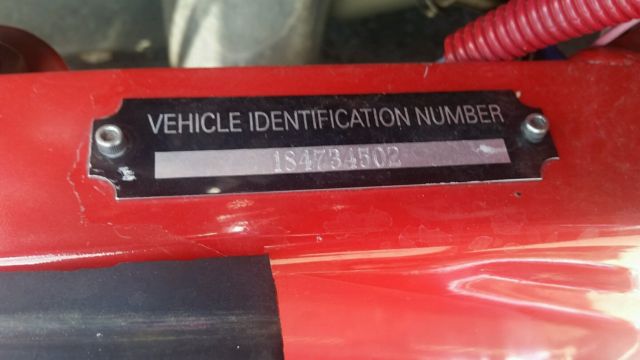 VEHICLE IDENTIFICATION NUMBER
184734502